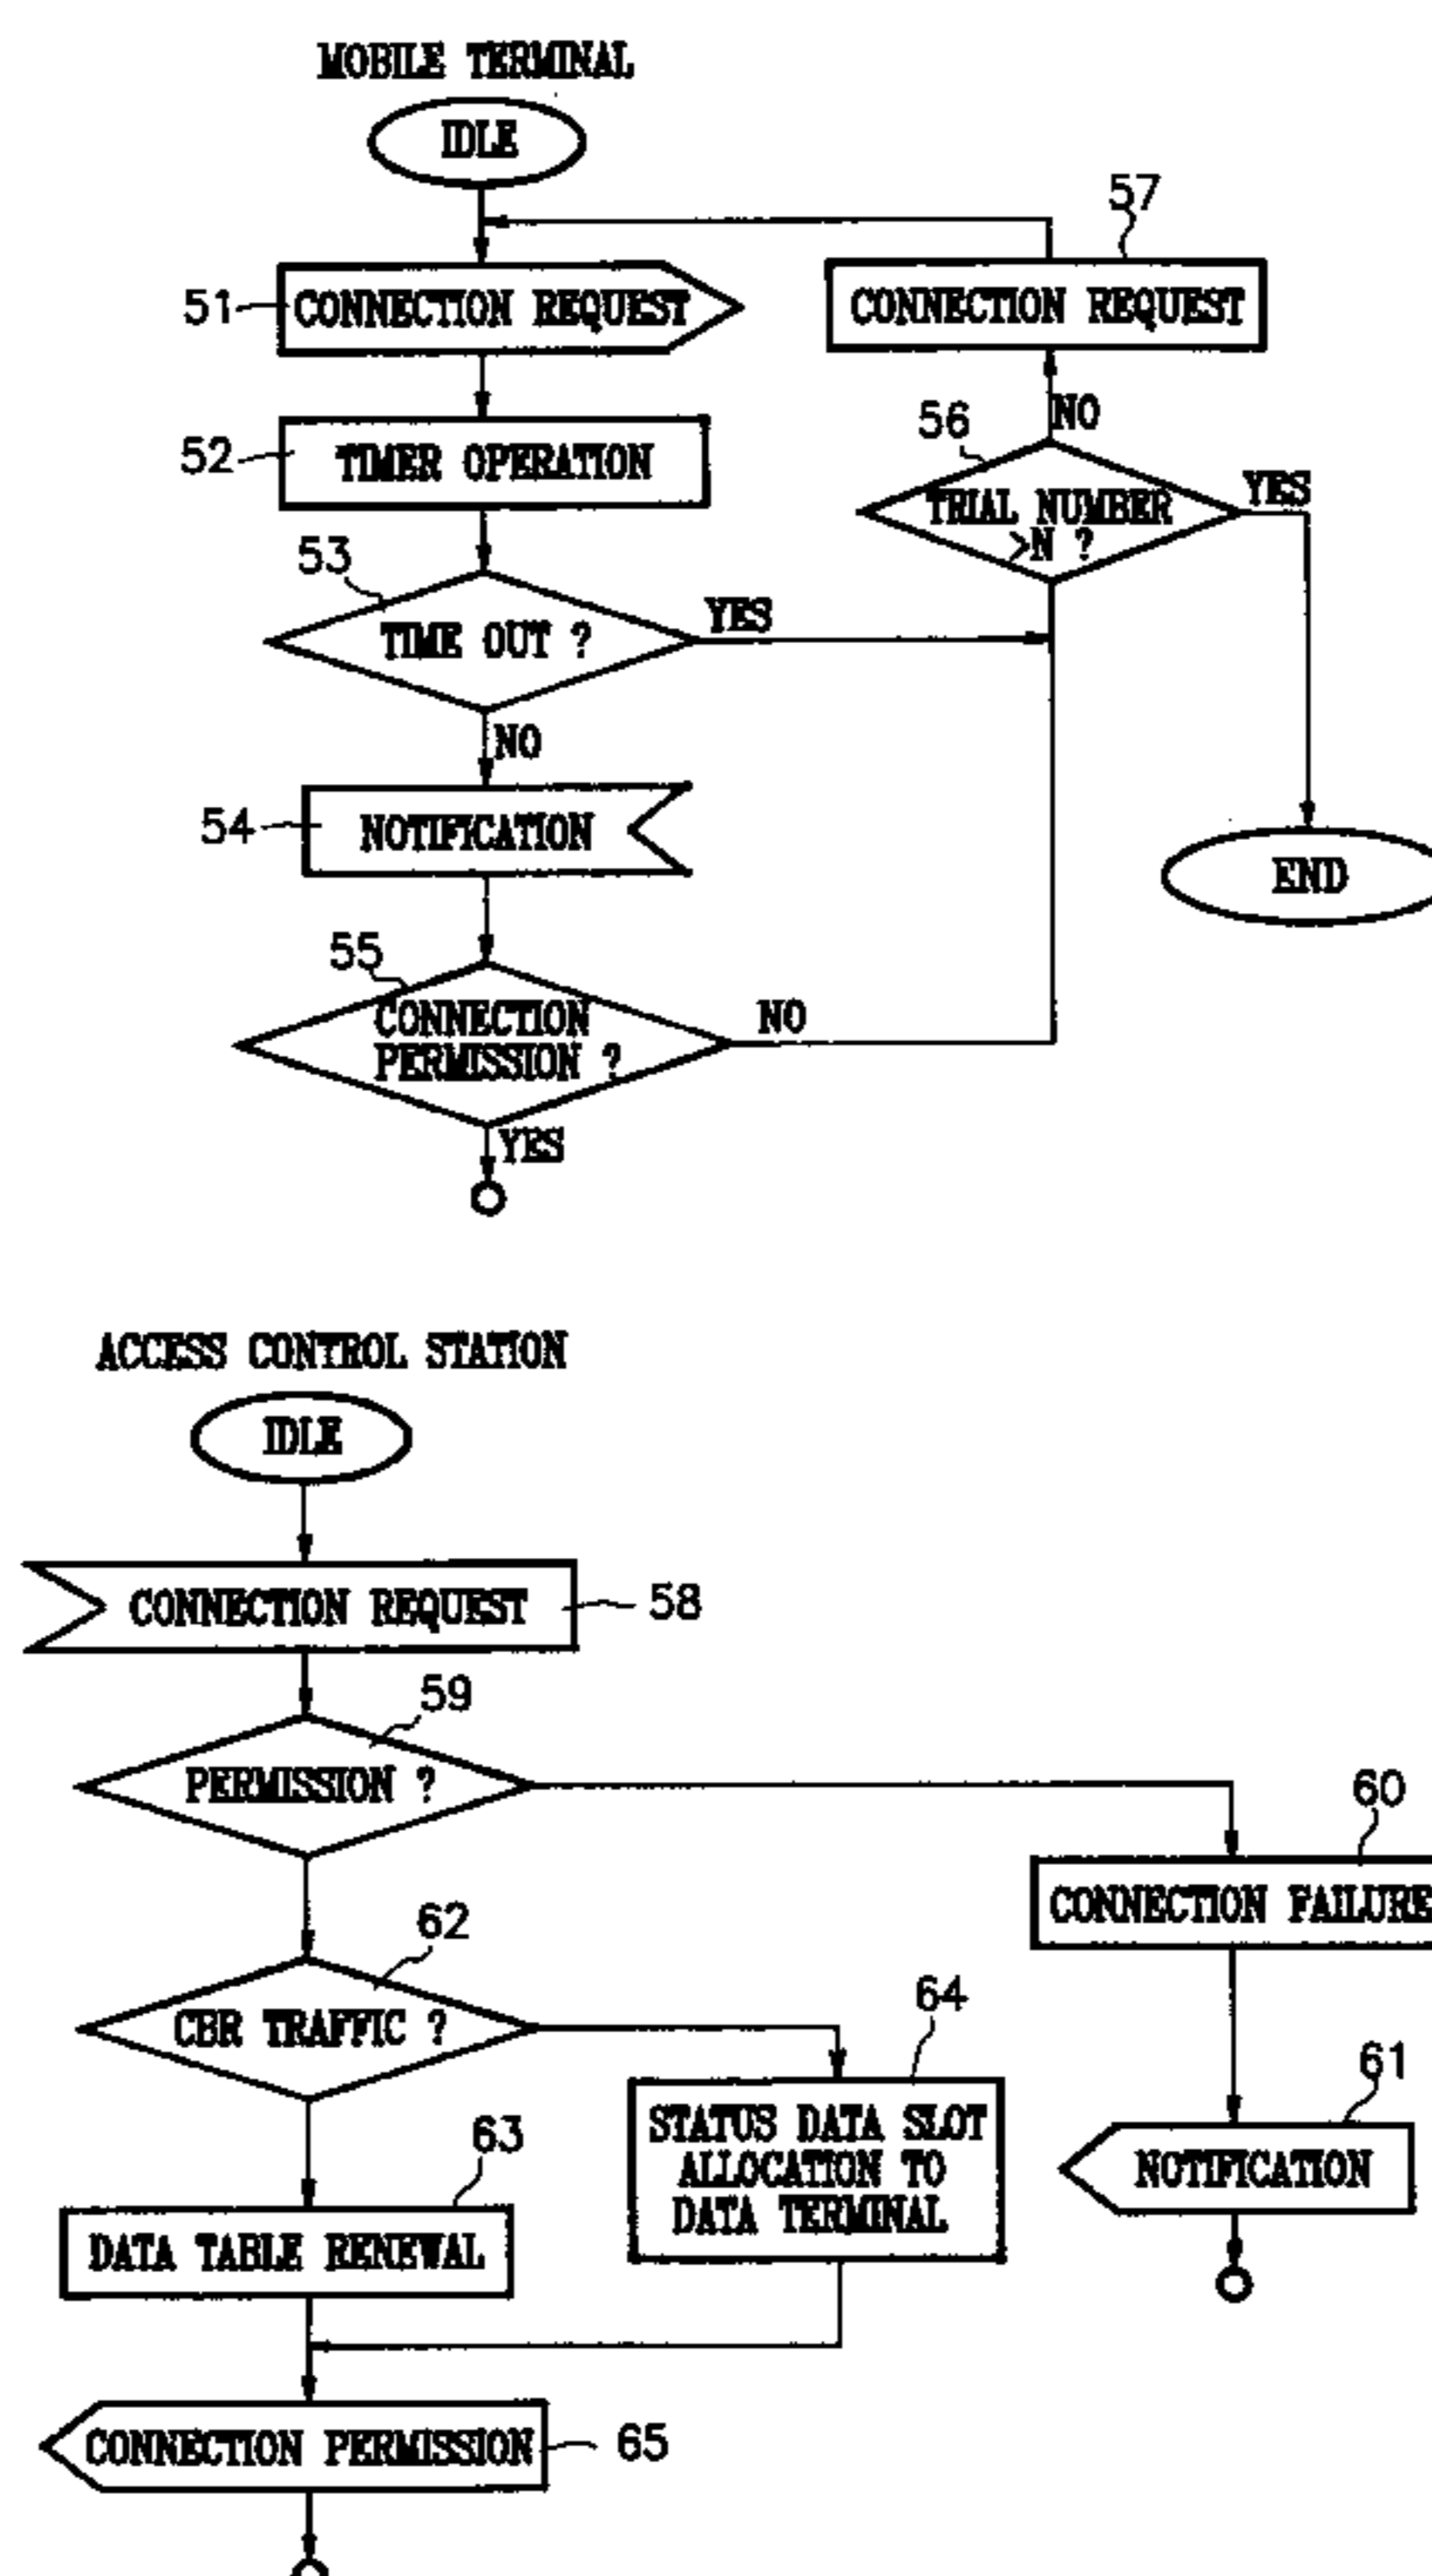 MOBILE TERMINAL
IDLE
57
51
CONNECTION REQUEST
CONNECTION REQUEST
NO
56
52
TIMER OPERATION
YES
TRIAL NUMBER
>N ?
53
YES
TIME OUT ?
NO
54
NOTIFICATION
END
55
CONNECTION
PERMISSION ?
NO
YES
ACCESS CONTROL STATION
IDLE
CONNECTION REQUEST
58
59
PERMISSION ?
60
CONNECTION FAILURE
62
CBR TRAFFIC ?
64
61
STATUS DATA SLOT
ALLOCATION TO
DATA TERMINAL
NOTIFICATION
63
DATA TABLE RENEWAL
CONNECTION PERMISSION
65